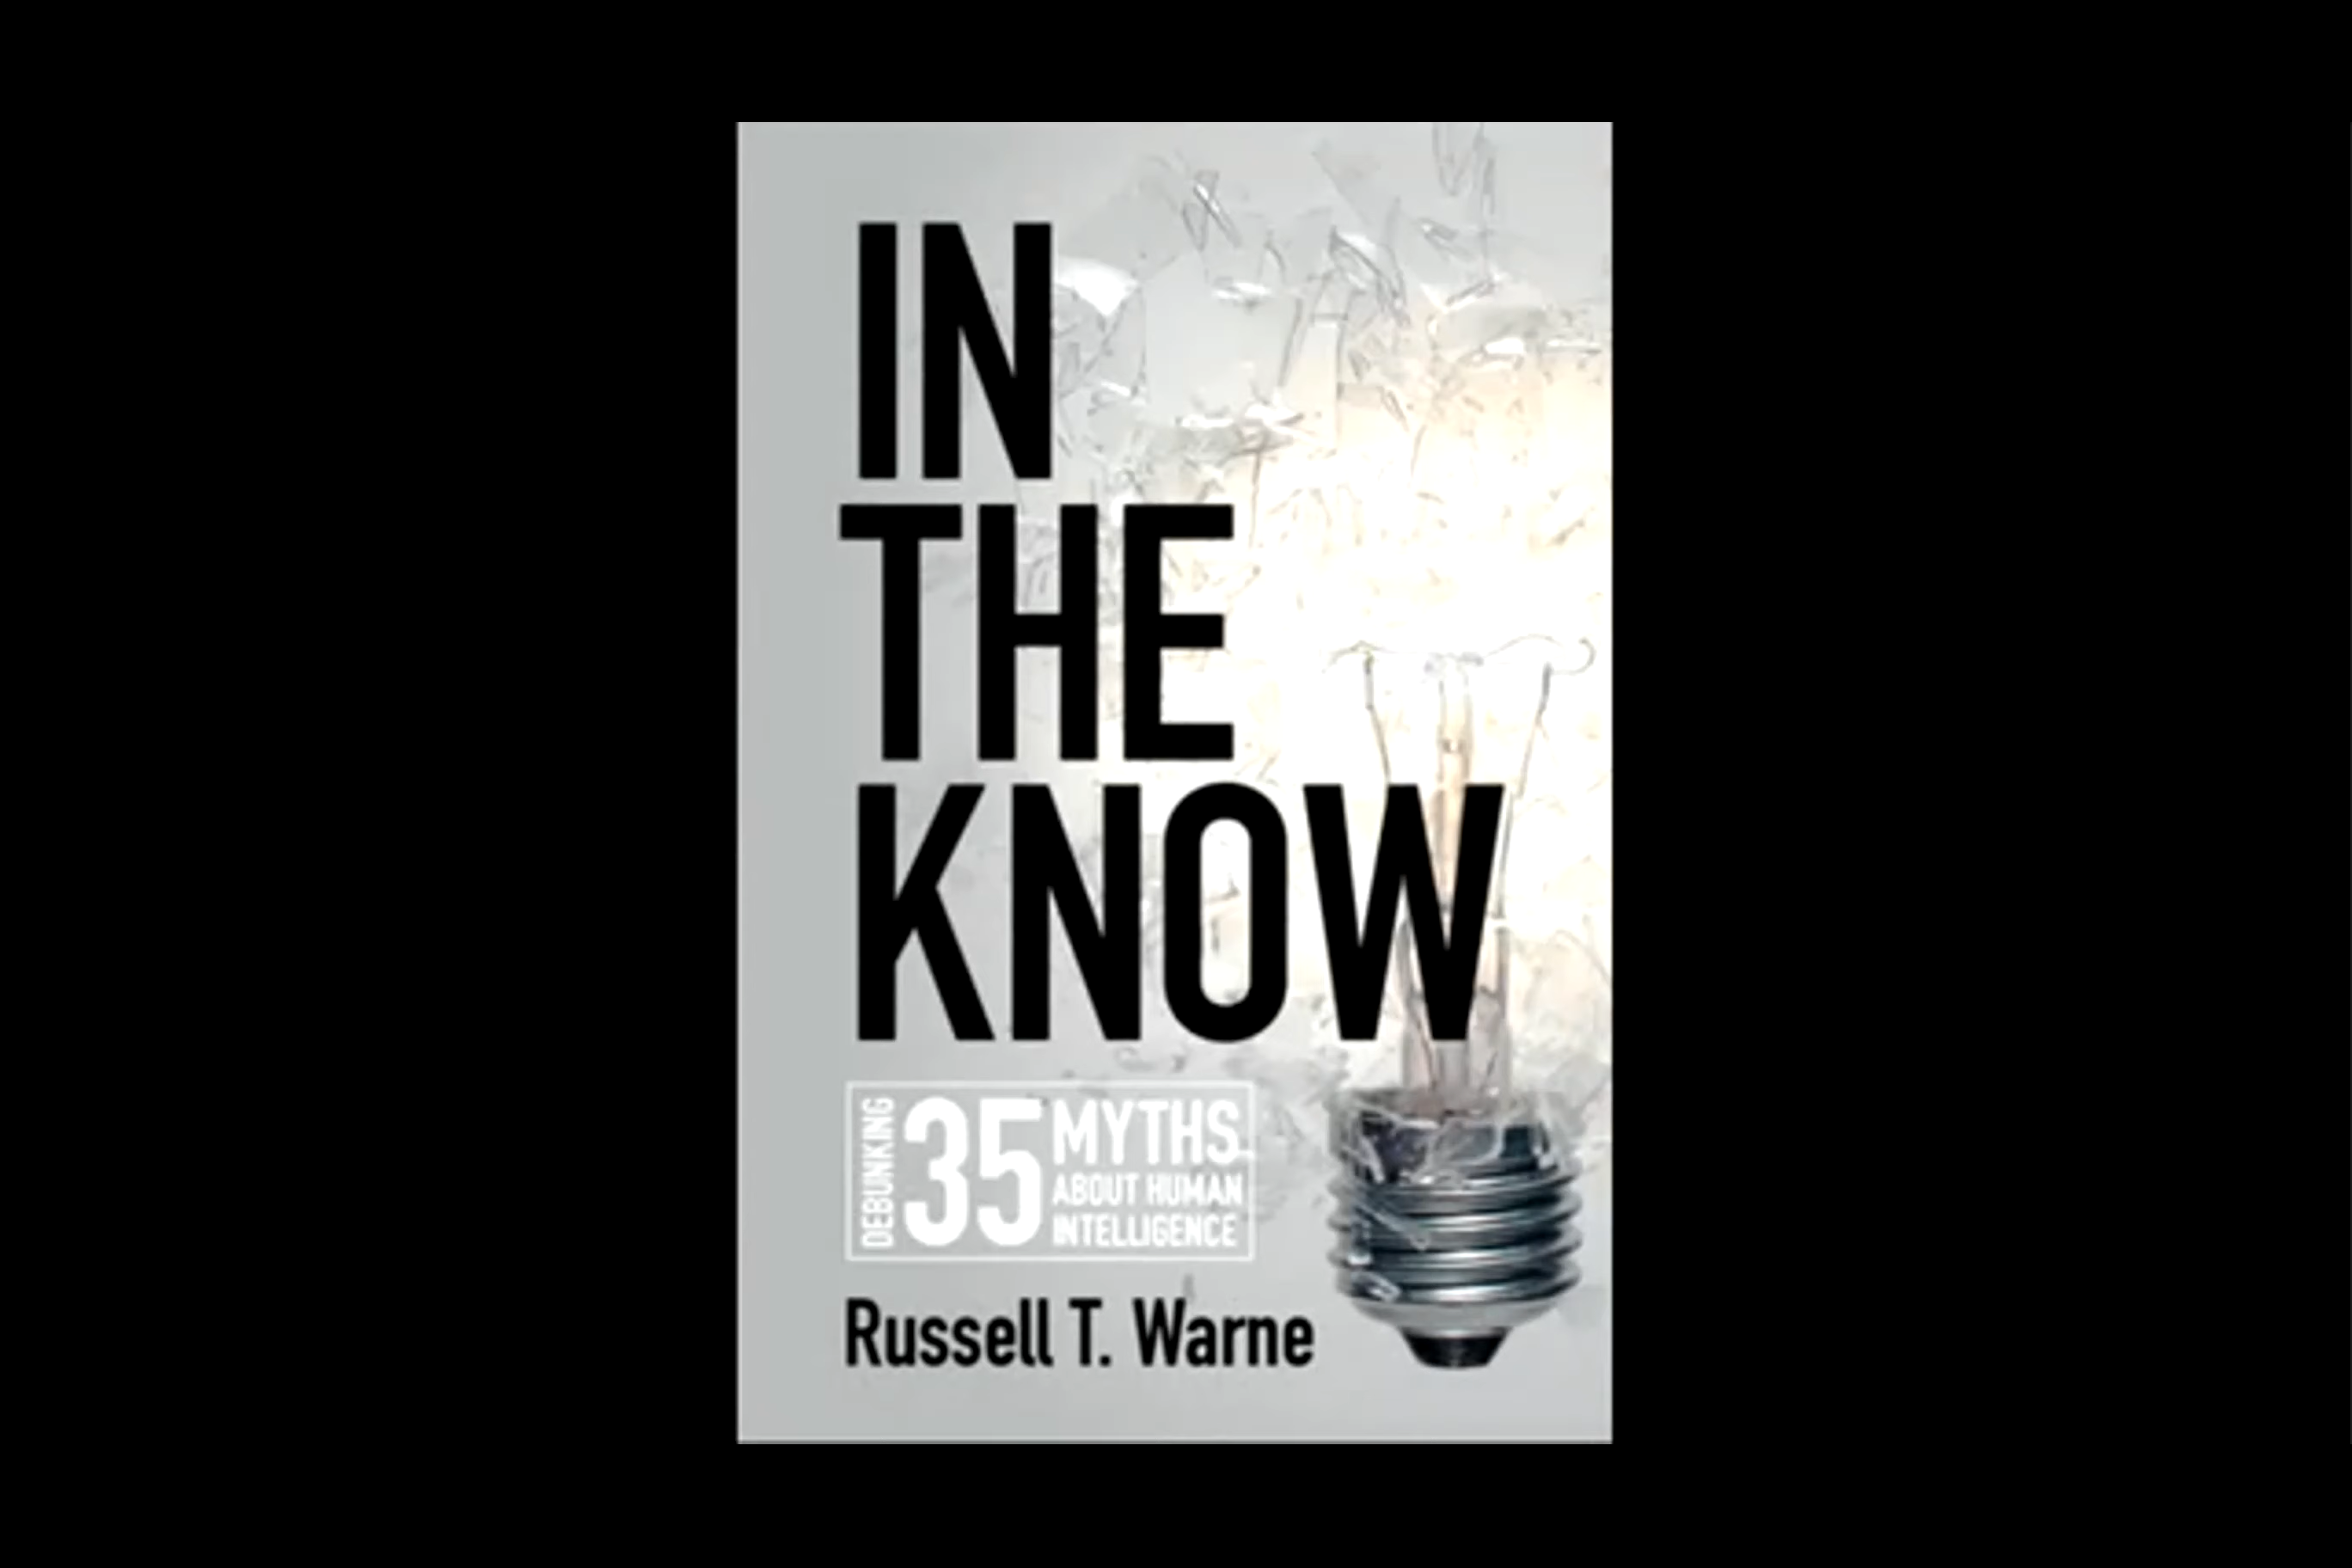 IN
THE
KNOW
DEBUNKING
35
MYTHS
ABOUT HUMAN
INTELLIGENCE
Russell T. Warne